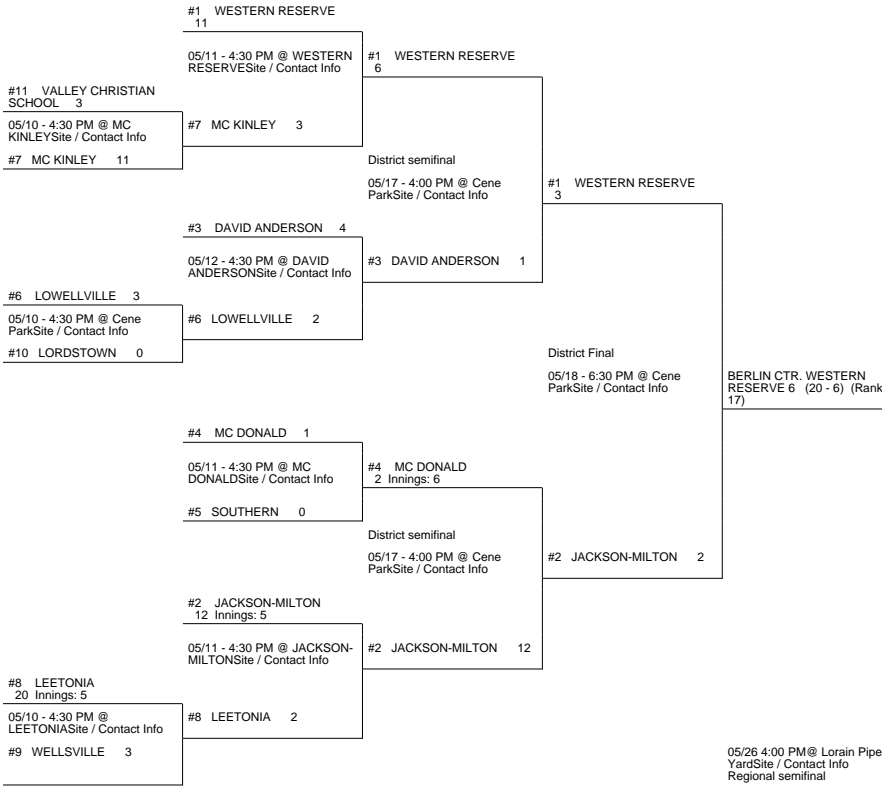 #1 WESTERN RESERVE
11
05/11 - 4:30 PM @ WESTERN
RESERVESite / Contact Info
#1 WESTERN RESERVE
6
#11 VALLEY CHRISTIAN
SCHOOL 3
05/10 - 4:30 PM @ MC
KINLEYSite / Contact Info
#7 MC KINLEY 3
#7 MC KINLEY 11
District semifinal
05/17 - 4:00 PM @ Cene
ParkSite / Contact Info
#1 WESTERN RESERVE
3
#3 DAVID ANDERSON 4
05/12 - 4:30 PM @ DAVID
ANDERSONSite / Contact Info
#3 DAVID ANDERSON 1
#6 LOWELLVILLE 3
05/10 - 4:30 PM @ Cene
ParkSite / Contact Info
#6 LOWELLVILLE 2
#10 LORDSTOWN 0
District Final
05/18 - 6:30 PM @ Cene
ParkSite / Contact Info
BERLIN CTR. WESTERN
RESERVE 6 (20 - 6) (Rank
17)
#4 MC DONALD 1
05/11 - 4:30 PM @ MC
DONALDSite / Contact Info
#4 MC DONALD
2 Innings: 6
#5 SOUTHERN 0
District semifinal
05/17 - 4:00 PM @ Cene
ParkSite / Contact Info
#2 JACKSON-MILTON 2
#2 JACKSON-MILTON
12 Innings: 5
05/11 - 4:30 PM @ JACKSON-
MILTONSite / Contact Info
#2 JACKSON-MILTON 12
#8 LEETONIA
20 Innings: 5
05/10 - 4:30 PM @
LEETONIASite / Contact Info
#8 LEETONIA 2
#9 WELLSVILLE 3
05/26 4:00 PM@ Lorain Pipe
YardSite / Contact Info
Regional semifinal